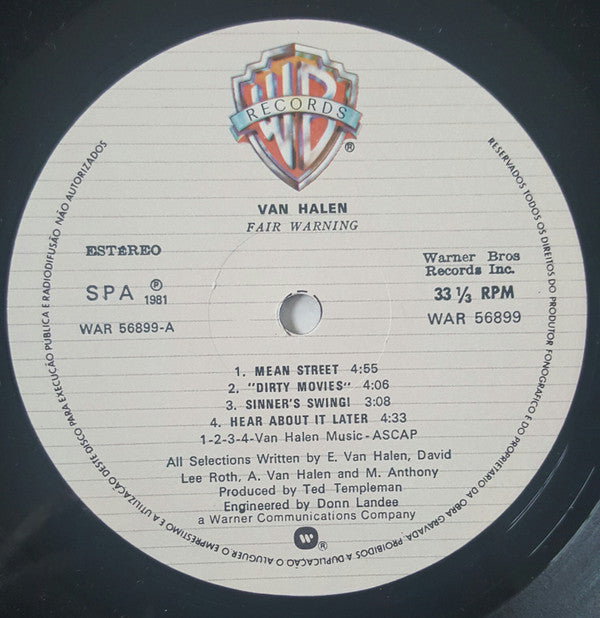 WB
RECORDS
®
VAN HALEN
FAIR WARNING
ESTÉREO
SPA ℗ 1981
WAR 56899-A
Warner Bros
Records Inc.
33 1/3 RPM
WAR 56899
1. MEAN STREET 4:55
2. "DIRTY MOVIES" 4:06
3. SINNER'S SWING! 3:08
4. HEAR ABOUT IT LATER 4:33
1-2-3-4-Van Halen Music-ASCAP
All Selections Written by E. Van Halen, David
Lee Roth, A. Van Halen and M. Anthony
Produced by Ted Templeman
Engineered by Donn Landee
a Warner Communications Company
®
RESERVADOS TODOS OS DIREITOS DO PRODUTOR FONOGRÁFICO E DO PROPRIETÁRIO DA OBRA GRAVADA. PROIBIDOS A DUPLICAÇÃO O ALUGUER O EMPRÉSTIMO E A UTILIZAÇÃO DESTE DISCO PARA EXECUÇÃO PÚBLICA E RADIODIFUSÃO NÃO AUTORIZADOS